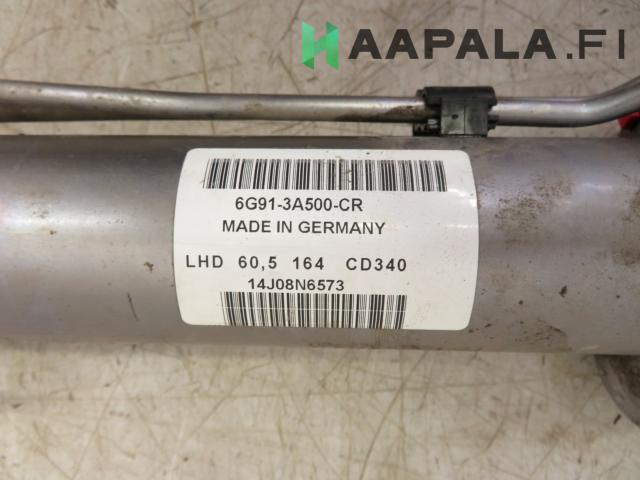 HAAPALA.FI
6G91-3A500-CR
MADE IN GERMANY
LHD 60,5 164 CD340
14J08N6573